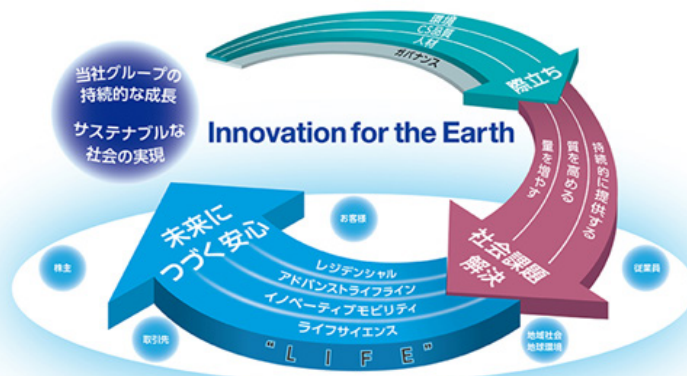 環境
CS品質
人材
ガバナンス
際立ち
当社グループの
持続的な成長
サステナブルな
社会の実現
Innovation for the Earth
量を増やす
質を高める
持続的に提供する
社会課題
解決
未来に
つづく安心
お客様
株主
従業員
取引先
地域社会
地球環境
レジデンシャル
アドバンストライフライン
イノベーティブモビリティ
ライフサイエンス
"LIFE"